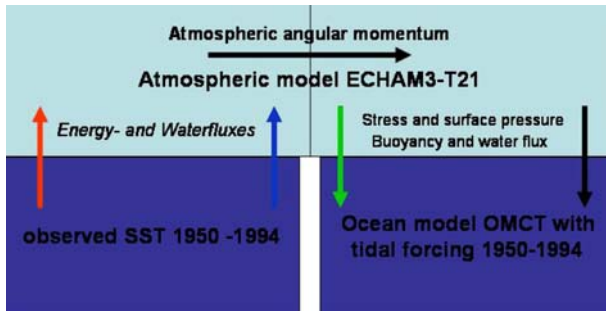 Atmospheric angular momentum
Atmospheric model ECHAM3-T21
Energy- and Waterfluxes
Stress and surface pressure
Buoyancy and water flux
observed SST 1950 -1994
Ocean model OMCT with
tidal forcing 1950-1994